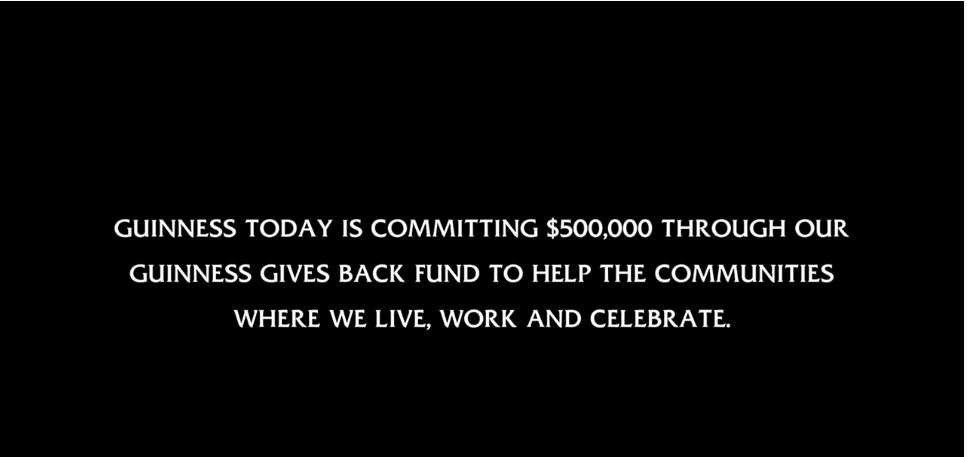 GUINNESS TODAY IS COMMITTING $500,000 THROUGH OUR
GUINNESS GIVES BACK FUND TO HELP THE COMMUNITIES
WHERE WE LIVE, WORK AND CELEBRATE.